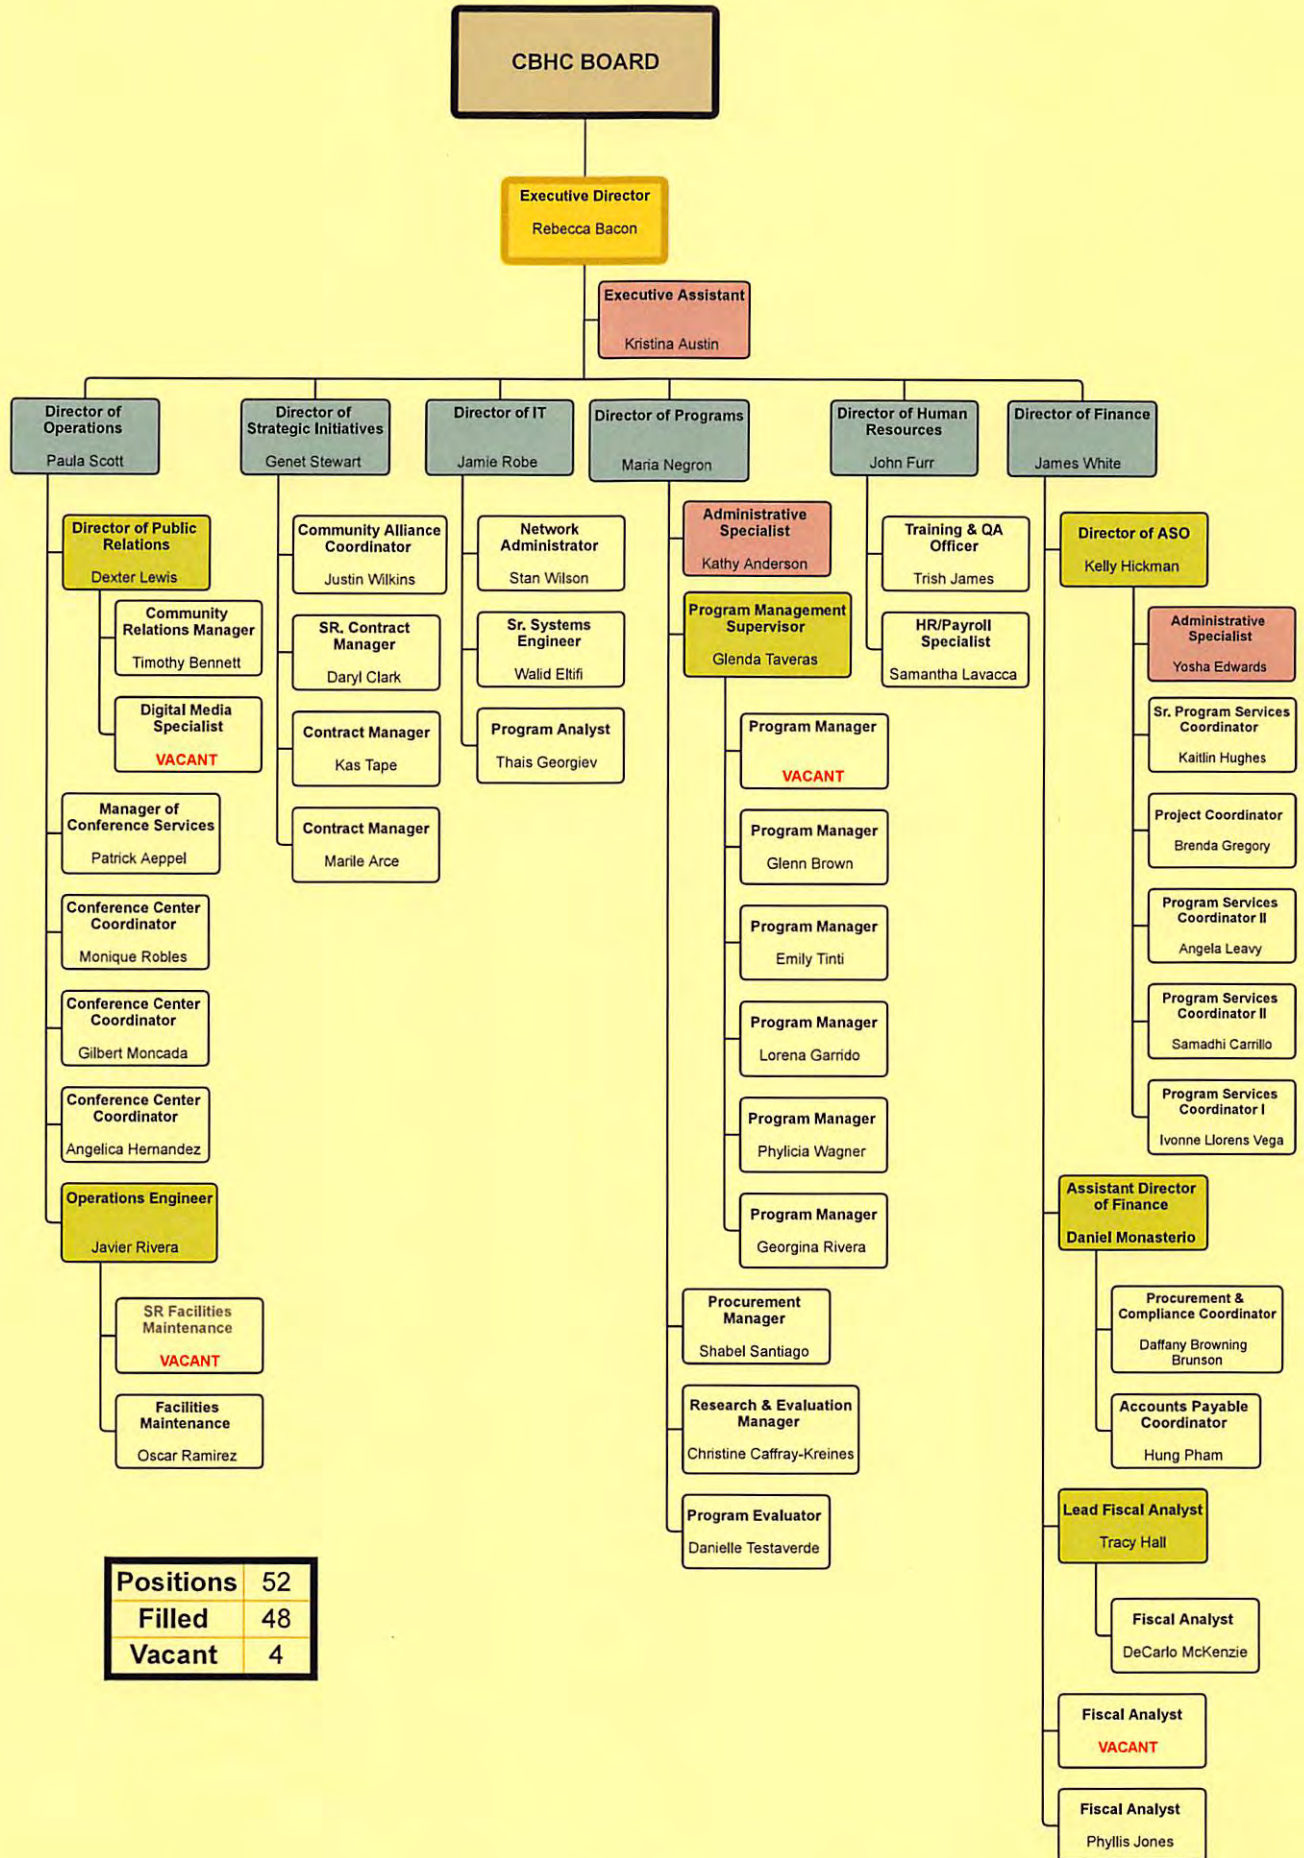 CBHC BOARD
Executive Director
Rebecca Bacon
Executive Assistant
Kristina Austin
Director of
Operations
Paula Scott
Director of Public
Relations
Dexter Lewis
Community
Relations Manager
Timothy Bennett
Digital Media
Specialist
VACANT
Manager of
Conference Services
Patrick Aeppel
Conference Center
Coordinator
Monique Robles
Conference Center
Coordinator
Gilbert Moncada
Conference Center
Coordinator
Angelica Hernandez
Operations Engineer
Javier Rivera
SR Facilities
Maintenance
VACANT
Facilities
Maintenance
Oscar Ramirez
Director of
Strategic Initiatives
Genet Stewart
Community Alliance
Coordinator
Justin Wilkins
SR. Contract
Manager
Daryl Clark
Contract Manager
Kas Tape
Contract Manager
Marile Arce
Director of IT
Jamie Robe
Network
Administrator
Stan Wilson
Sr. Systems
Engineer
Walid Eltifi
Program Analyst
Thais Georgiev
Director of Programs
Maria Negron
Administrative
Specialist
Kathy Anderson
Program Management
Supervisor
Glenda Taveras
Program Manager
VACANT
Program Manager
Glenn Brown
Program Manager
Emily Tinti
Program Manager
Lorena Garrido
Program Manager
Phylicia Wagner
Program Manager
Georgina Rivera
Procurement
Manager
Shabel Santiago
Research & Evaluation
Manager
Christine Caffray-Kreines
Program Evaluator
Danielle Testaverde
Director of Human
Resources
John Furr
Training & QA
Officer
Trish James
HR/Payroll
Specialist
Samantha Lavacca
Director of Finance
James White
Director of ASO
Kelly Hickman
Administrative
Specialist
Yosha Edwards
Sr. Program Services
Coordinator
Kaitlin Hughes
Project Coordinator
Brenda Gregory
Program Services
Coordinator II
Angela Leavy
Program Services
Coordinator II
Samadhi Carrillo
Program Services
Coordinator I
Ivonne Llorens Vega
Assistant Director
of Finance
Daniel Monasterio
Procurement &
Compliance Coordinator
Daffany Browning
Brunson
Accounts Payable
Coordinator
Hung Pham
Lead Fiscal Analyst
Tracy Hall
Fiscal Analyst
DeCarlo McKenzie
Fiscal Analyst
VACANT
Fiscal Analyst
Phyllis Jones
Positions 52
Filled 48
Vacant 4